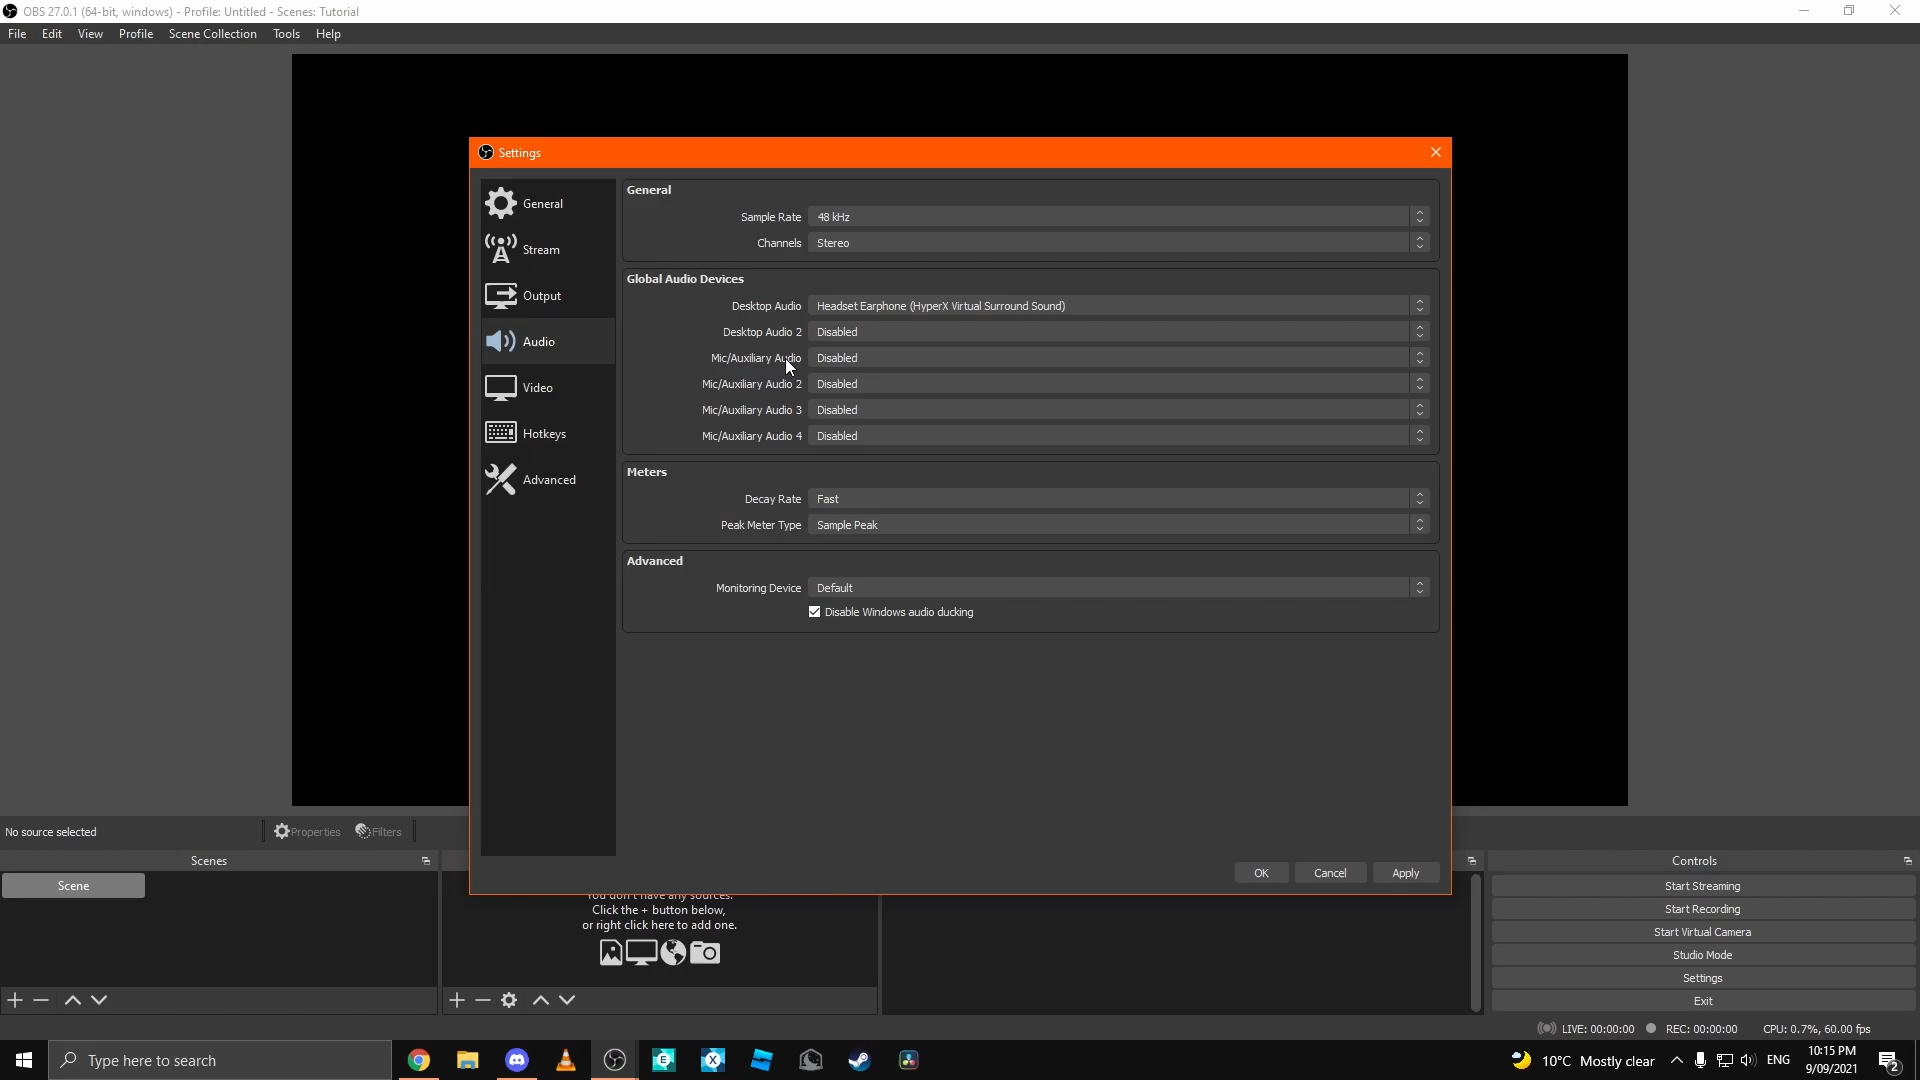 OBS 27.0.1 (64-bit, windows) - Profile: Untitled - Scenes: Tutorial
File Edit View Profile Scene Collection Tools Help
Settings
General
Stream
Output
Audio
Video
Hotkeys
Advanced
General
Sample Rate 48 kHz
Channels Stereo
Global Audio Devices
Desktop Audio Headset Earphone (HyperX Virtual Surround Sound)
Desktop Audio 2 Disabled
Mic/Auxiliary Audio Disabled
Mic/Auxiliary Audio 2 Disabled
Mic/Auxiliary Audio 3 Disabled
Mic/Auxiliary Audio 4 Disabled
Meters
Decay Rate Fast
Peak Meter Type Sample Peak
Advanced
Monitoring Device Default
Disable Windows audio ducking
OK Cancel Apply
No source selected
Properties Filters
Scenes
Scene
You don't have any sources.
Click the + button below,
or right click here to add one.
Controls
Start Streaming
Start Recording
Start Virtual Camera
Studio Mode
Settings
Exit
LIVE: 00:00:00 REC: 00:00:00 CPU: 0.7%, 60.00 fps
Type here to search
10°C Mostly clear
ENG
10:15 PM
9/09/2021
2